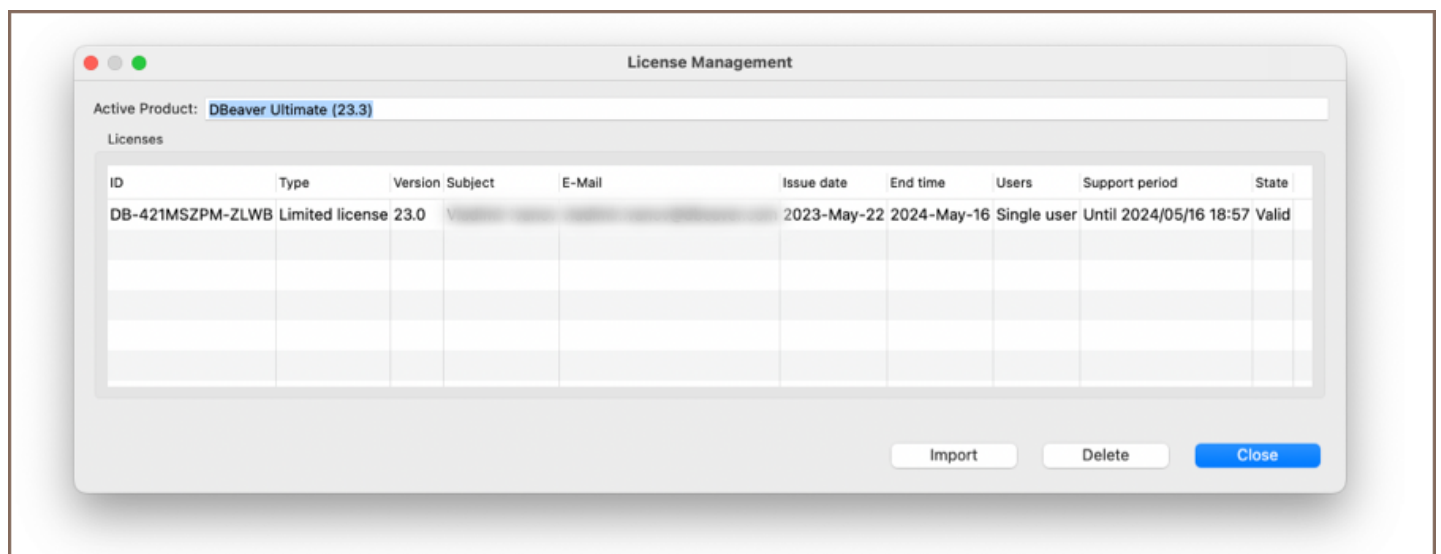 License Management
Active Product: DBeaver Ultimate (23.3)
Licenses
ID Type Version Subject E-Mail Issue date End time Users Support period State
DB-421MSZPM-ZLWB Limited license 23.0 2023-May-22 2024-May-16 Single user Until 2024/05/16 18:57 Valid
Import Delete Close